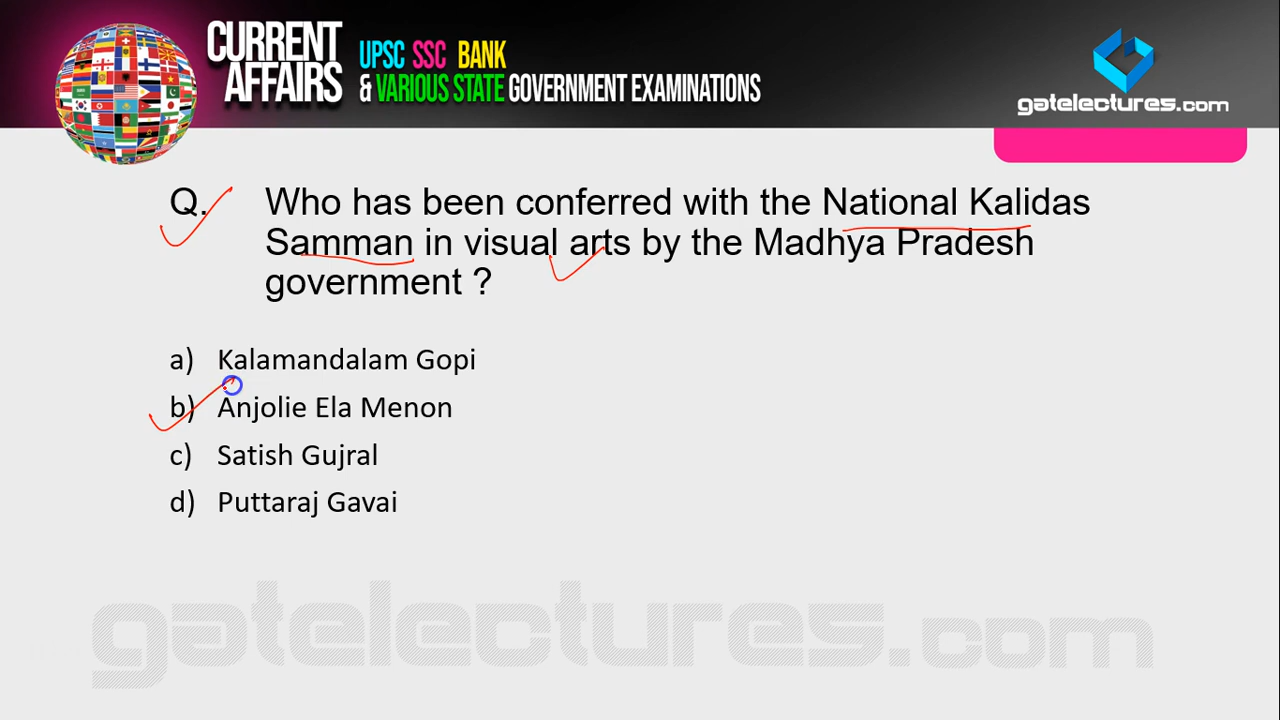 CURRENT
AFFAIRS
UPSC SSC BANK
& VARIOUS STATE GOVERNMENT EXAMINATIONS
gatelectures.com
Q. Who has been conferred with the National Kalidas
Samman in visual arts by the Madhya Pradesh
government ?
a) Kalamandalam Gopi
b) Anjolie Ela Menon
c) Satish Gujral
d) Puttaraj Gavai
gatelectures.com